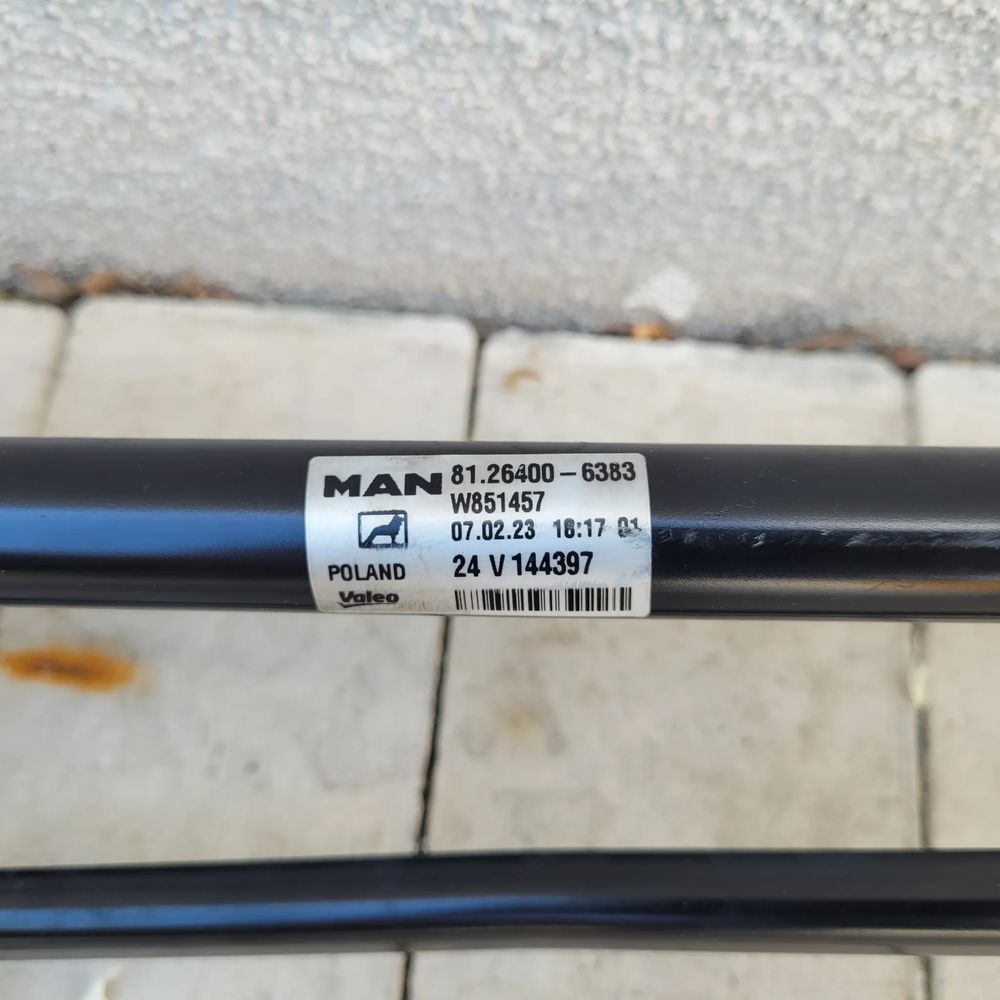 MAN 81.26400-6383
W851457
07.02.23 18:17 01
POLAND 24 V 144397
Valeo